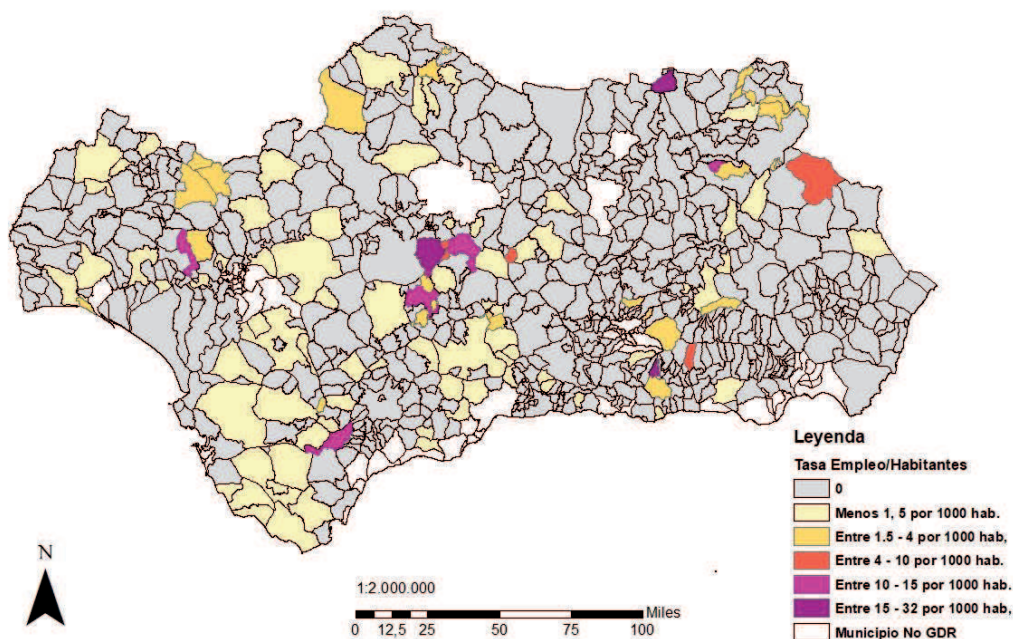 Leyenda
Tasa Empleo/Habitantes
0
Menos 1, 5 por 1000 hab.
Entre 1.5 - 4 por 1000 hab,
Entre 4 - 10 por 1000 hab.
Entre 10 - 15 por 1000 hab.
Entre 15 - 32 por 1000 hab,
Municipio No GDR
N
1:2.000.000
Miles
0 12,5 25 50 75 100